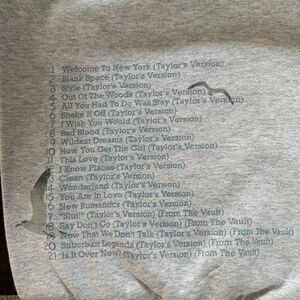 1 Welcome To New York (Taylor's Version)
2 Blank Space (Taylor's Version)
3 Style (Taylor's Version)
4 Out Of The Woods (Taylor's Version)
5 All You Had To Do Was Stay (Taylor's Version)
6 Shake It Off (Taylor's Version)
7 I Wish You Would (Taylor's Version)
8 Bad Blood (Taylor's Version)
9 Wildest Dreams (Taylor's Version)
10 How You Get The Girl (Taylor's Version)
11 This Love (Taylor's Version)
12 I Know Places (Taylor's Version)
13 Clean (Taylor's Version)
14 Wonderland (Taylor's Version)
15 You Are In Love (Taylor's Version)
16 New Romantics (Taylor's Version)
17 "Slut!" (Taylor's Version) (From The Vault)
18 Say Don't Go (Taylor's Version) (From The Vault)
19 Now That We Don't Talk (Taylor's Version) (From The Vault)
20 Suburban Legends (Taylor's Version) (From The Vault)
21 Is It Over Now? (Taylor's Version) (From The Vault)